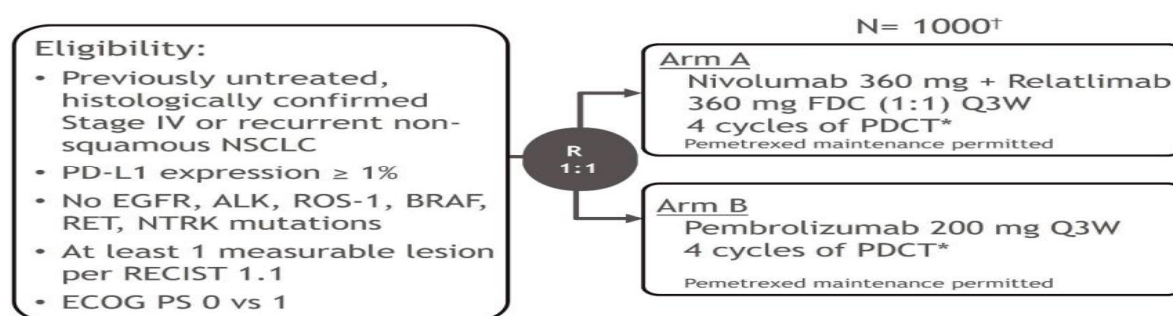 Eligibility:
• Previously untreated,
histologically confirmed
Stage IV or recurrent non-
squamous NSCLC
• PD-L1 expression ≥ 1%
• No EGFR, ALK, ROS-1, BRAF,
RET, NTRK mutations
• At least 1 measurable lesion
per RECIST 1.1
• ECOG PS 0 vs 1
R
1:1
N= 1000†
Arm A
Nivolumab 360 mg + Relatlimab
360 mg FDC (1:1) Q3W
4 cycles of PDCT*
Pemetrexed maintenance permitted
Arm B
Pembrolizumab 200 mg Q3W
4 cycles of PDCT*
Pemetrexed maintenance permitted